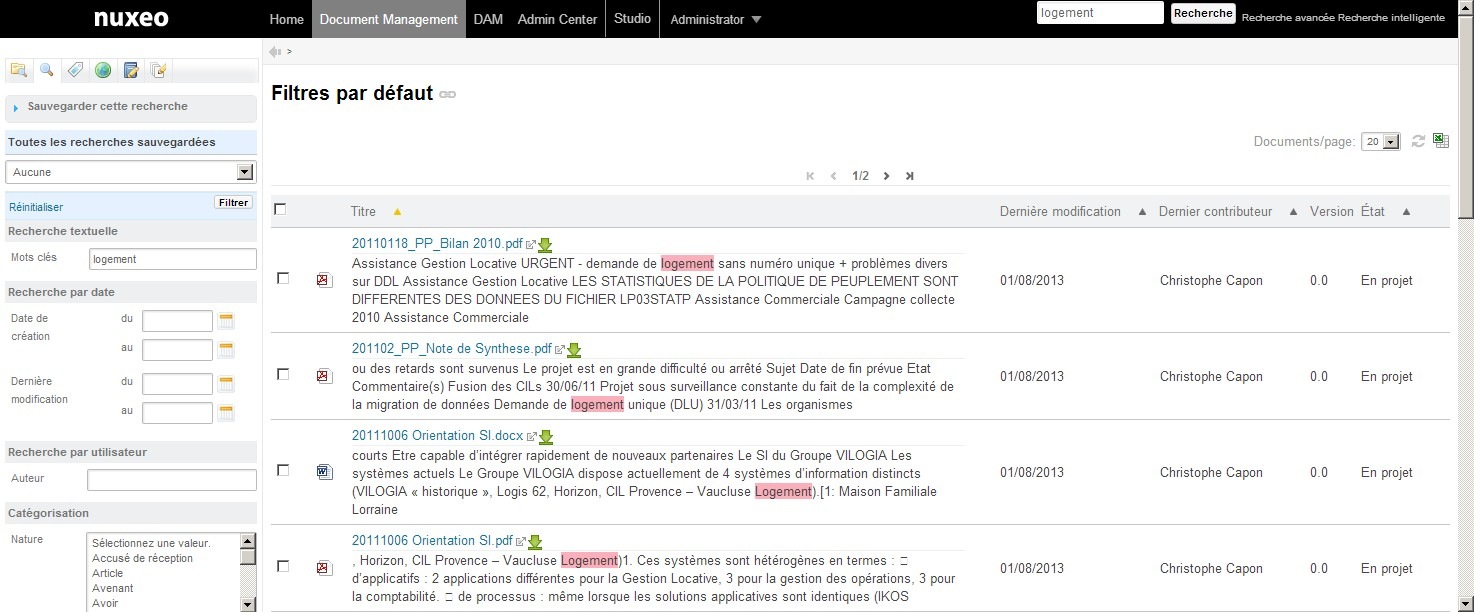 nuxeo
Home Document Management DAM Admin Center Studio Administrator
logement Recherche Recherche avancée Recherche intelligente
>
Sauvegarder cette recherche
Toutes les recherches sauvegardées
Aucune
Réinitialiser Filtrer
Recherche textuelle
Mots clés logement
Recherche par date
Date de création du
au
Dernière modification du
au
Recherche par utilisateur
Auteur
Catégorisation
Nature
Sélectionnez une valeur.
Accusé de réception
Article
Avenant
Avoir
Filtres par défaut
Documents/page: 20
1/2
Titre Dernière modification Dernier contributeur Version État
20110118_PP_Bilan 2010.pdf
Assistance Gestion Locative URGENT - demande de logement sans numéro unique + problèmes divers
sur DDL Assistance Gestion Locative LES STATISTIQUES DE LA POLITIQUE DE PEUPLEMENT SONT
DIFFERENTES DES DONNEES DU FICHIER LP03STATP Assistance Commerciale Campagne collecte
2010 Assistance Commerciale
01/08/2013 Christophe Capon 0.0 En projet
201102_PP_Note de Synthese.pdf
ou des retards sont survenus Le projet est en grande difficulté ou arrêté Sujet Date de fin prévue Etat
Commentaire(s) Fusion des CILs 30/06/11 Projet sous surveillance constante du fait de la complexité de
la migration de données Demande de logement unique (DLU) 31/03/11 Les organismes
01/08/2013 Christophe Capon 0.0 En projet
20111006 Orientation SI.docx
courts Etre capable d'intégrer rapidement de nouveaux partenaires Le SI du Groupe VILOGIA Les
systèmes actuels Le Groupe VILOGIA dispose actuellement de 4 systèmes d'information distincts
(VILOGIA « historique », Logis 62, Horizon, CIL Provence – Vaucluse Logement).[1: Maison Familiale
Lorraine
01/08/2013 Christophe Capon 0.0 En projet
20111006 Orientation SI.pdf
, Horizon, CIL Provence – Vaucluse Logement)1. Ces systèmes sont hétérogènes en termes :
d'applicatifs : 2 applications différentes pour la Gestion Locative, 3 pour la gestion des opérations, 3 pour
la comptabilité. de processus : même lorsque les solutions applicatives sont identiques (IKOS
01/08/2013 Christophe Capon 0.0 En projet